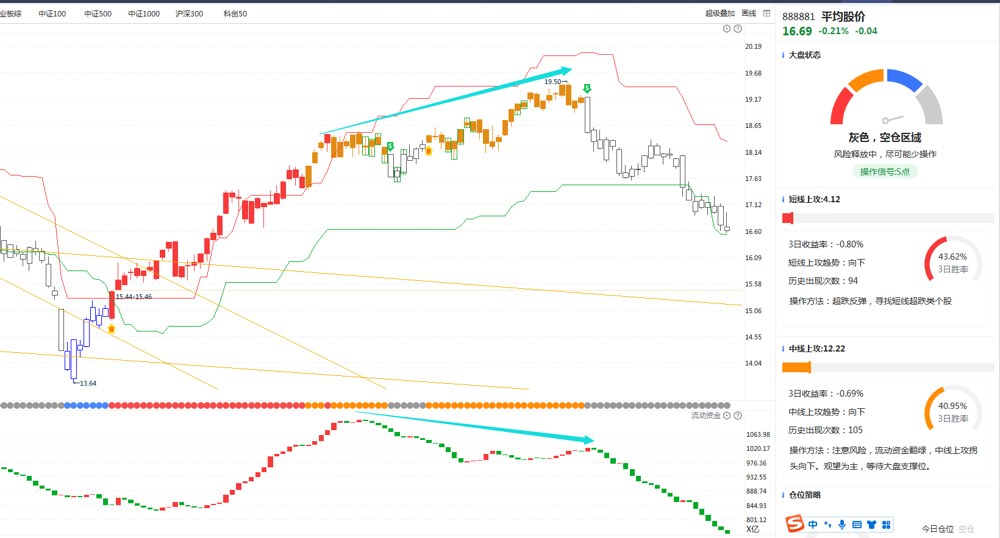 业板综 中证100 中证500 中证1000 沪深300 科创50 超级叠加 画线
888881 平均股价
16.69 -0.21% -0.04
大盘状态
灰色，空仓区域
风险释放中，尽可能少操作
操作信号:S点
短线上攻:4.12
3日收益率：-0.80%
短线上攻趋势：向下
历史出现次数：94
43.62%
3日胜率
操作方法：超跌反弹，寻找短线超跌类个股
中线上攻:12.22
3日收益率：-0.69%
中线上攻趋势：向下
历史出现次数：105
40.95%
3日胜率
操作方法：注意风险，流动资金翻绿，中线上攻拐
头向下。观望为主，等待大盘支撑位。
仓位策略
S 中
今日仓位 空仓
20.19
19.68
19.17
18.65
18.14
17.63
17.12
16.60
16.09
15.58
15.06
14.55
14.04
19.50
S
S
B
15.44-15.46
B
13.64
流动资金
1063.98
1020.17
976.36
932.55
888.74
844.93
801.12
X亿